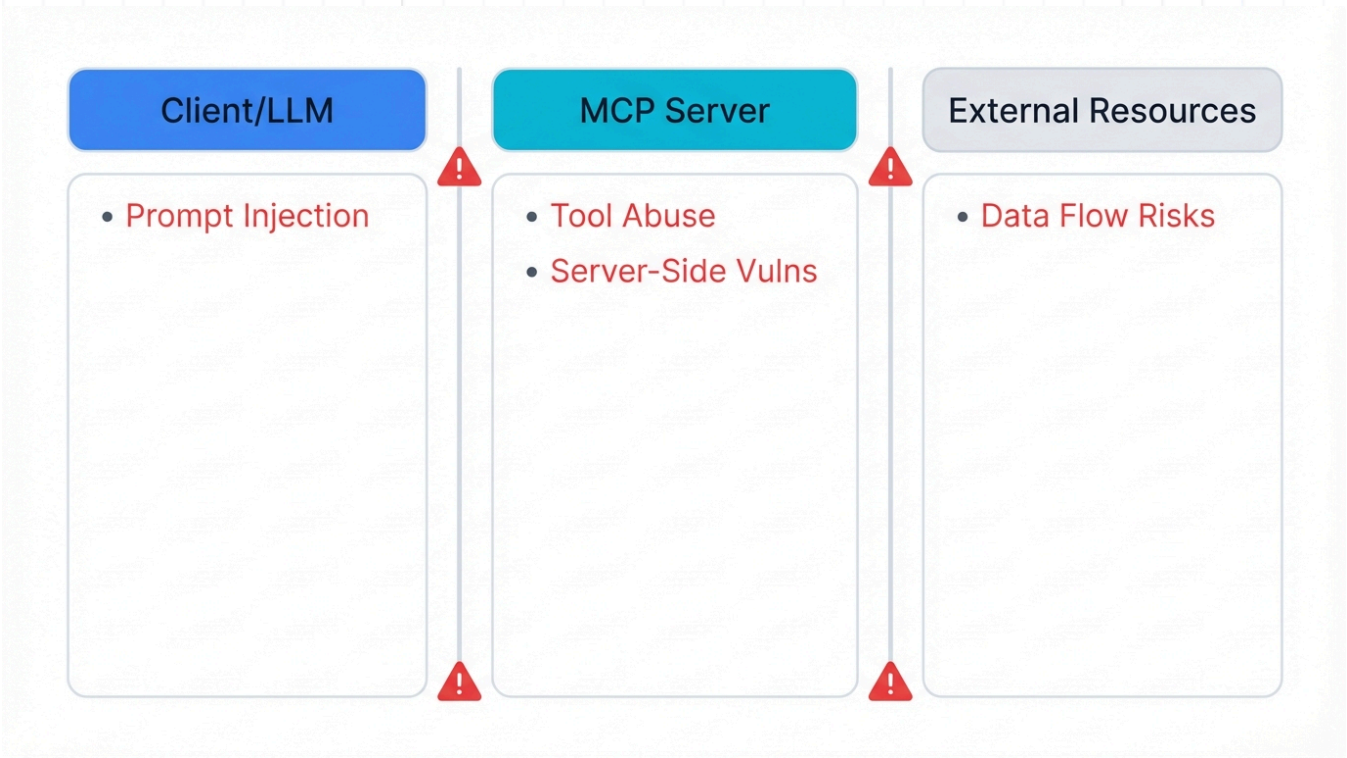 Client/LLM
MCP Server
External Resources
• Prompt Injection
• Tool Abuse
• Server-Side Vulns
• Data Flow Risks